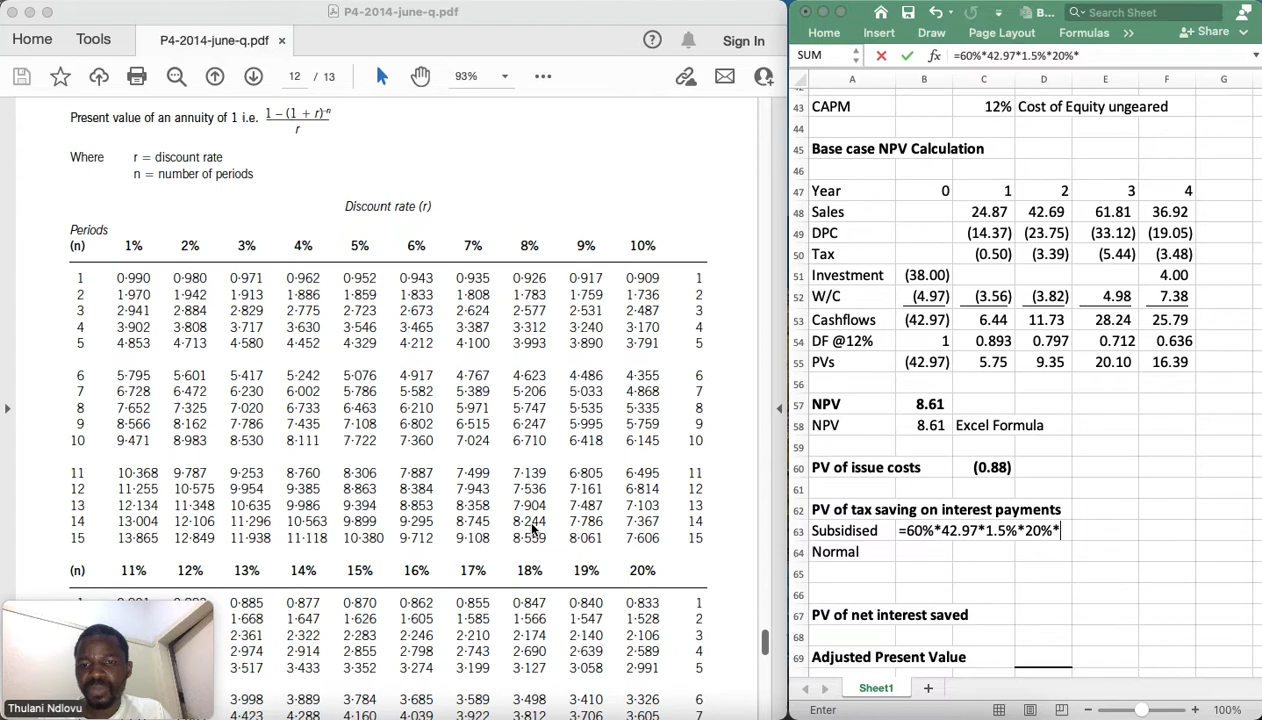 P4-2014-june-q.pdf
Home Tools P4-2014-june-q.pdf × Sign In
12 / 13 93%
Present value of an annuity of 1 i.e. 1 – (1 + r)–n
r
Where r = discount rate
n = number of periods
Discount rate (r)
Periods
(n) 1% 2% 3% 4% 5% 6% 7% 8% 9% 10%
1 0·990 0·980 0·971 0·962 0·952 0·943 0·935 0·926 0·917 0·909 1
2 1·970 1·942 1·913 1·886 1·859 1·833 1·808 1·783 1·759 1·736 2
3 2·941 2·884 2·829 2·775 2·723 2·673 2·624 2·577 2·531 2·487 3
4 3·902 3·808 3·717 3·630 3·546 3·465 3·387 3·312 3·240 3·170 4
5 4·853 4·713 4·580 4·452 4·329 4·212 4·100 3·993 3·890 3·791 5
6 5·795 5·601 5·417 5·242 5·076 4·917 4·767 4·623 4·486 4·355 6
7 6·728 6·472 6·230 6·002 5·786 5·582 5·389 5·206 5·033 4·868 7
8 7·652 7·325 7·020 6·733 6·463 6·210 5·971 5·747 5·535 5·335 8
9 8·566 8·162 7·786 7·435 7·108 6·802 6·515 6·247 5·995 5·759 9
10 9·471 8·983 8·530 8·111 7·722 7·360 7·024 6·710 6·418 6·145 10
11 10·368 9·787 9·253 8·760 8·306 7·887 7·499 7·139 6·805 6·495 11
12 11·255 10·575 9·954 9·385 8·863 8·384 7·943 7·536 7·161 6·814 12
13 12·134 11·348 10·635 9·986 9·394 8·853 8·358 7·904 7·487 7·103 13
14 13·004 12·106 11·296 10·563 9·899 9·295 8·745 8·244 7·786 7·367 14
15 13·865 12·849 11·938 11·118 10·380 9·712 9·108 8·559 8·061 7·606 15
(n) 11% 12% 13% 14% 15% 16% 17% 18% 19% 20%
0·885 0·877 0·870 0·862 0·855 0·847 0·840 0·833 1
1·668 1·647 1·626 1·605 1·585 1·566 1·547 1·528 2
2·361 2·322 2·283 2·246 2·210 2·174 2·140 2·106 3
2·974 2·914 2·855 2·798 2·743 2·690 2·639 2·589 4
3·517 3·433 3·352 3·274 3·199 3·127 3·058 2·991 5
3·998 3·889 3·784 3·685 3·589 3·498 3·410 3·326 6
4·423 4·288 4·160 4·039 3·922 3·812 3·706 3·605 7
Thulani Ndlovu
B... Search Sheet
Home Insert Draw Page Layout Formulas >> Share
SUM fx =60%*42.97*1.5%*20%*
A B C D E F G
43 CAPM 12% Cost of Equity ungeared
44
45 Base case NPV Calculation
46
47 Year 0 1 2 3 4
48 Sales 24.87 42.69 61.81 36.92
49 DPC (14.37) (23.75) (33.12) (19.05)
50 Tax (0.50) (3.39) (5.44) (3.48)
51 Investment (38.00) 4.00
52 W/C (4.97) (3.56) (3.82) 4.98 7.38
53 Cashflows (42.97) 6.44 11.73 28.24 25.79
54 DF @12% 1 0.893 0.797 0.712 0.636
55 PVs (42.97) 5.75 9.35 20.10 16.39
56
57 NPV 8.61
58 NPV 8.61 Excel Formula
59
60 PV of issue costs (0.88)
61
62 PV of tax saving on interest payments
63 Subsidised =60%*42.97*1.5%*20%*
64 Normal
65
66
67 PV of net interest saved
68
69 Adjusted Present Value
Sheet1 +
Enter 100%